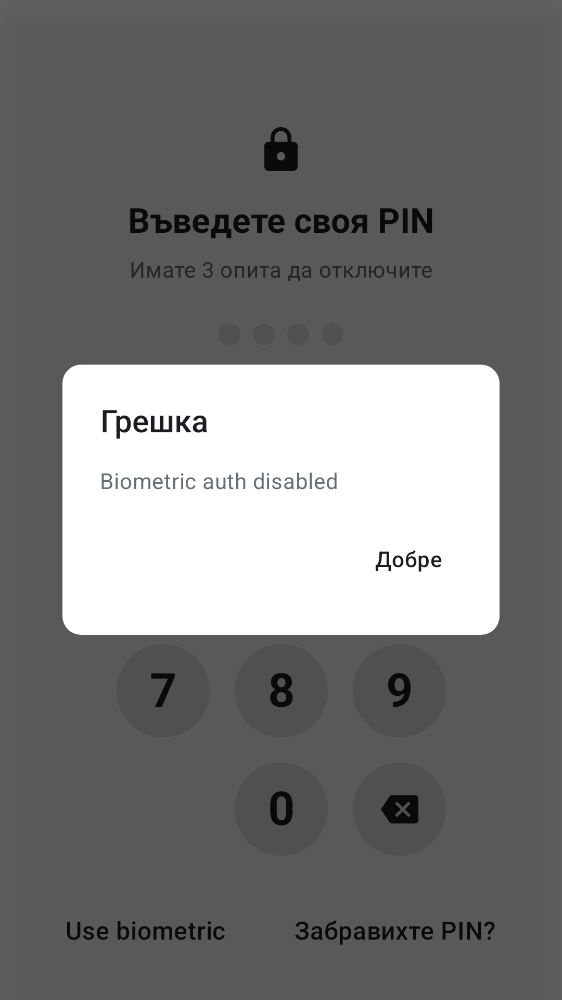 Въведете своя PIN
Имате 3 опита да отключите
Грешка
Biometric auth disabled
Добре
7 8 9
0
Use biometric
Забравихте PIN?